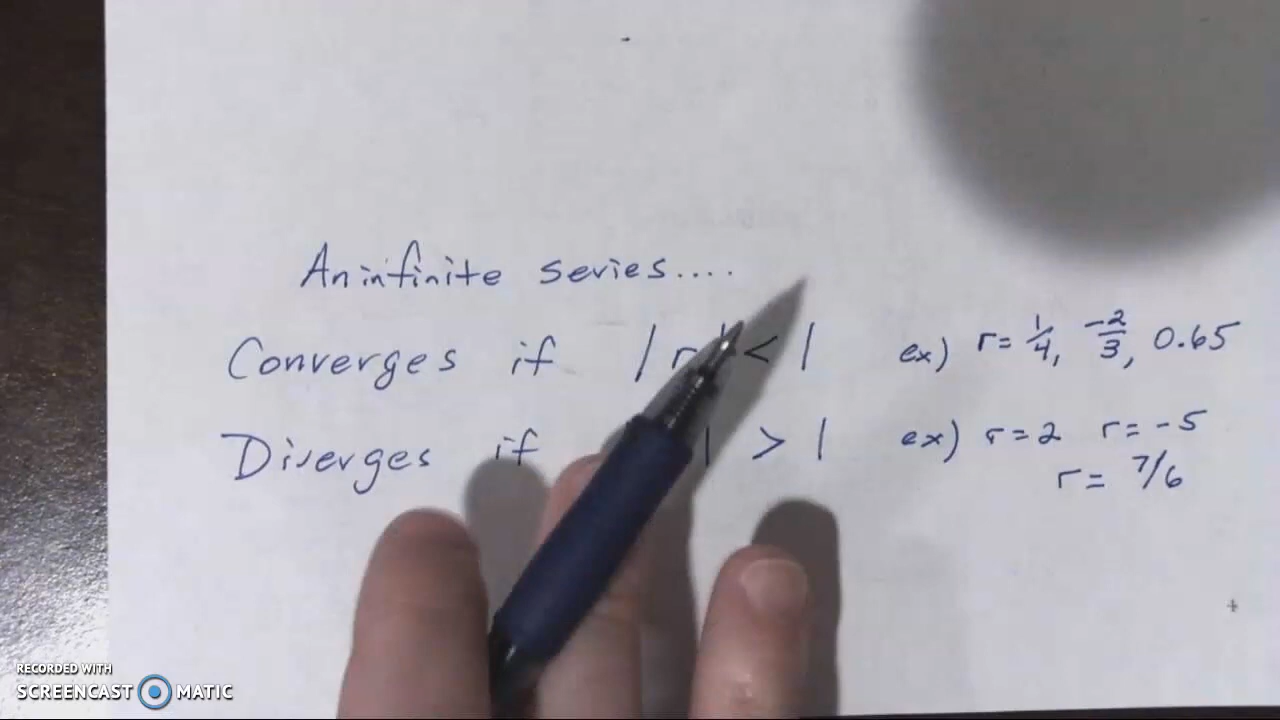 An infinite series....
Converges if |r| < 1 ex) r = 1/4, -2/3, 0.65
Diverges if | > 1 ex) r = 2 r = -5
r = 7/6
RECORDED WITH
SCREENCAST MATIC